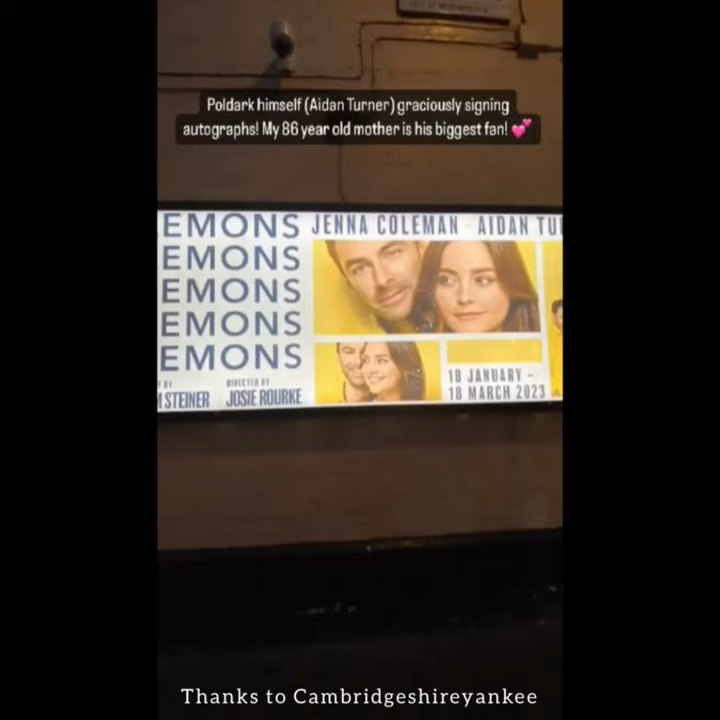 Poldark himself (Aidan Turner) graciously signing
autographs! My 86 year old mother is his biggest fan! 💕
EMONS JENNA COLEMAN · AIDAN TU
EMONS
EMONS
EMONS
EMONS
DIRECTED BY
STEINER JOSIE ROURKE
18 JANUARY –
18 MARCH 2023
Thanks to Cambridgeshireyankee